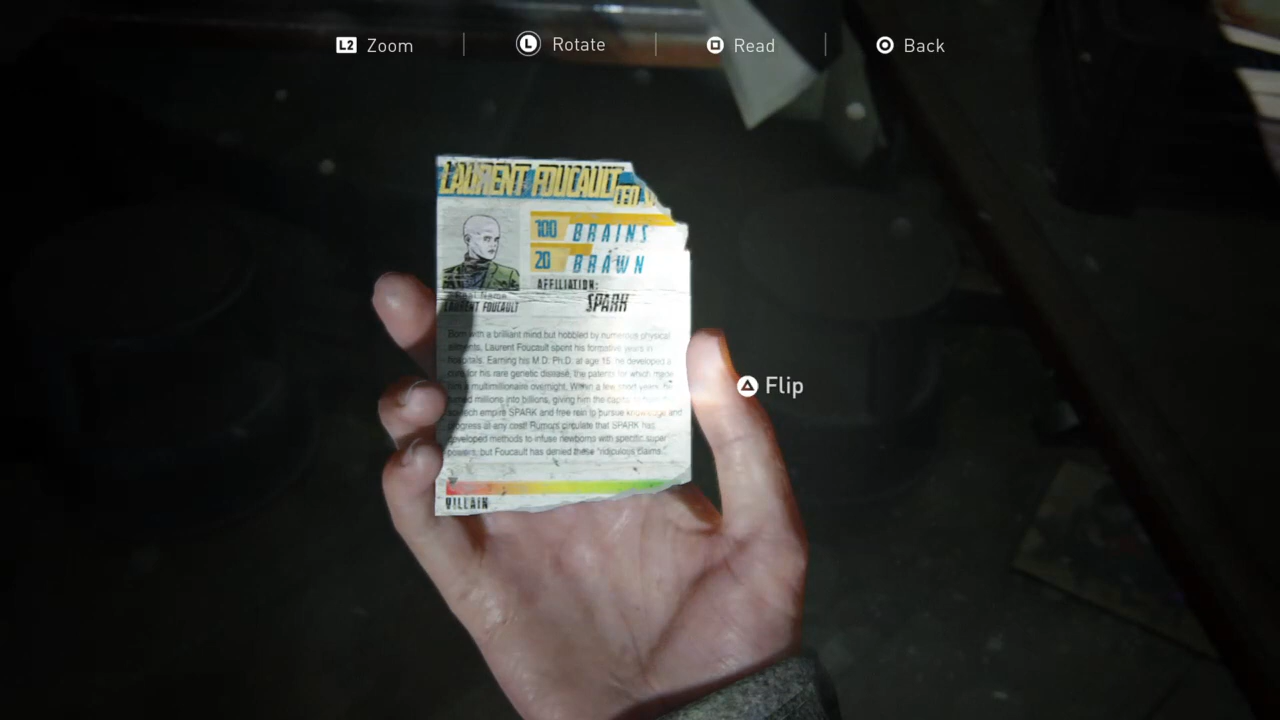 L2 Zoom
L Rotate
Read
Back
LAURENT FOUCAULT
CEO
100 BRAINS
20 BRAWN
AFFILIATION:
SPARK
Real Name
LAURENT FOUCAULT
Born with a brilliant mind but hobbled by numerous physical
ailments, Laurent Foucault spent his formative years in
hospitals. Earning his M.D. Ph.D. at age 16, he developed a
cure for his rare genetic disease, the patents for which made
him a multimillionaire overnight. Within a few short years, he
turned millions into billions, giving him the capital to
tech empire SPARK and free rein to pursue knowledge and
progress at any cost! Rumors circulate that SPARK has
developed methods to infuse newborns with specific super
powers, but Foucault has denied these "ridiculous claims."
Flip
VILLAIN